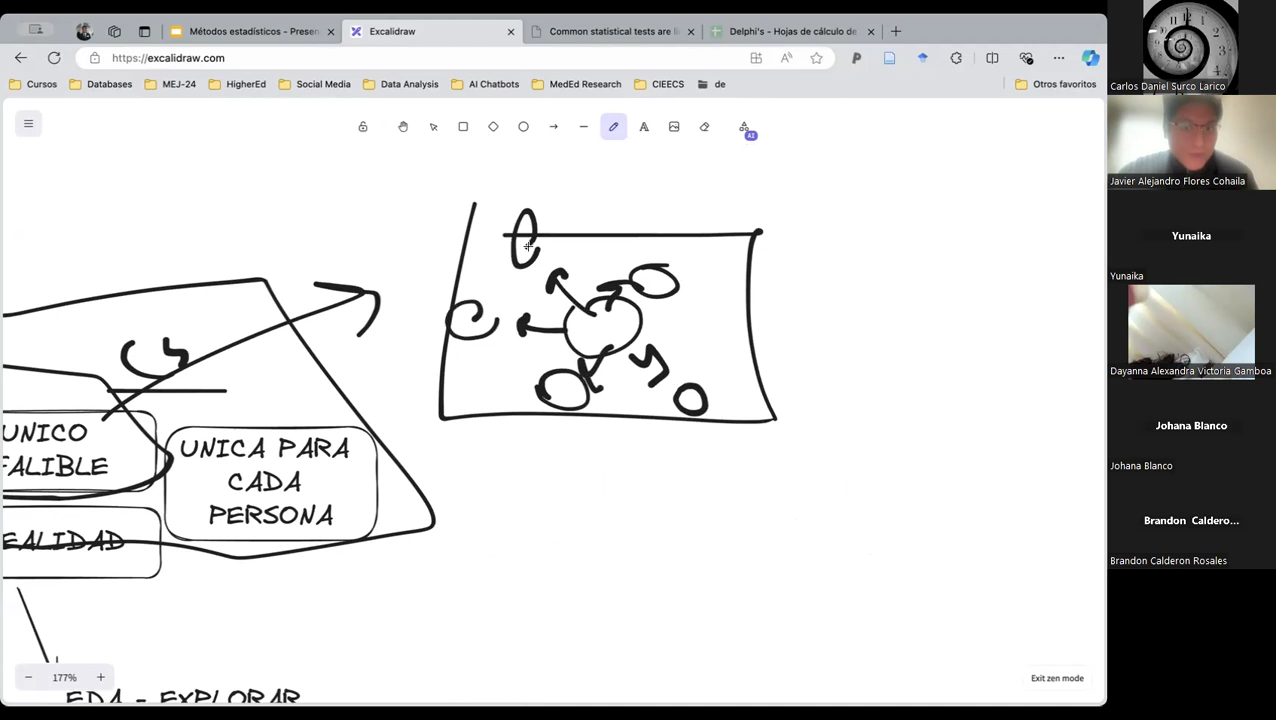 Métodos estadísticos - Presen
Excalidraw
Common statistical tests are li
Delphi's - Hojas de cálculo de
https://excalidraw.com
Cursos
Databases
MEJ-24
HigherEd
Social Media
Data Analysis
AI Chatbots
MedEd Research
CIEECS
de
Otros favoritos
AI
UNICO
FALIBLE
EALIDAD
UNICA PARA
CADA
PERSONA
EDA - EXPLORAR
177%
Exit zen mode
Carlos Daniel Surco Larico
Javier Alejandro Flores Cohaila
Yunaika
Yunaika
Dayanna Alexandra Victoria Gamboa
Johana Blanco
Johana Blanco
Brandon Caldero...
Brandon Calderon Rosales